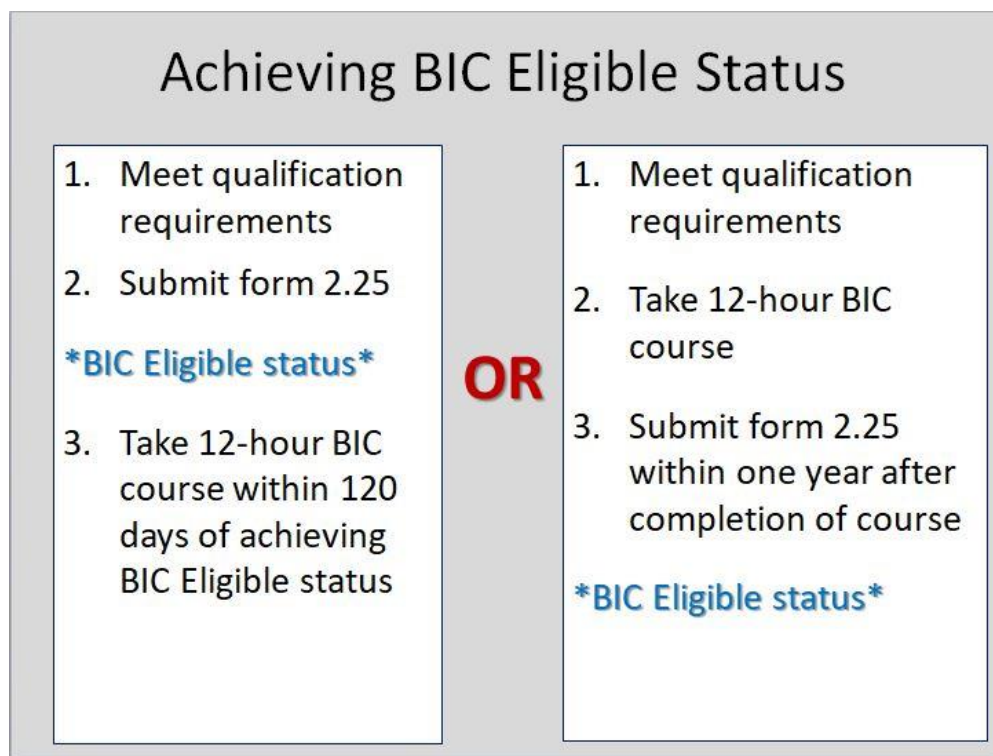 Achieving BIC Eligible Status
1. Meet qualification
requirements
2. Submit form 2.25
*BIC Eligible status*
3. Take 12-hour BIC
course within 120
days of achieving
BIC Eligible status
OR
1. Meet qualification
requirements
2. Take 12-hour BIC
course
3. Submit form 2.25
within one year after
completion of course
*BIC Eligible status*